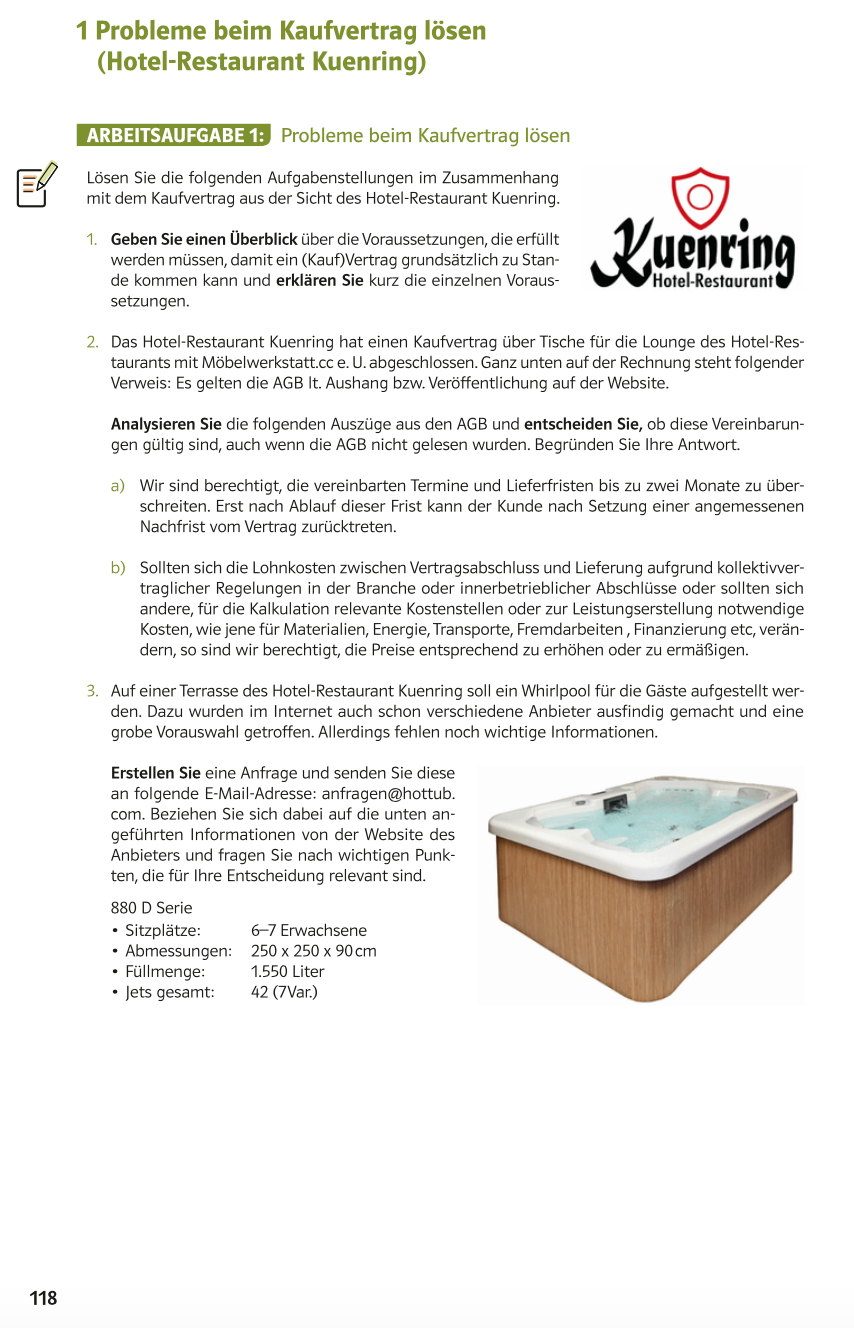 1 Probleme beim Kaufvertrag lösen
(Hotel-Restaurant Kuenring)
ARBEITSAUFGABE 1: Probleme beim Kaufvertrag lösen
Lösen Sie die folgenden Aufgabenstellungen im Zusammenhang
mit dem Kaufvertrag aus der Sicht des Hotel-Restaurant Kuenring.
Kuenring
Hotel-Restaurant
1. Geben Sie einen Überblick über die Voraussetzungen, die erfüllt
werden müssen, damit ein (Kauf)Vertrag grundsätzlich zu Stan-
de kommen kann und erklären Sie kurz die einzelnen Voraus-
setzungen.
2. Das Hotel-Restaurant Kuenring hat einen Kaufvertrag über Tische für die Lounge des Hotel-Res-
taurants mit Möbelwerkstatt.cc e. U. abgeschlossen. Ganz unten auf der Rechnung steht folgender
Verweis: Es gelten die AGB lt. Aushang bzw. Veröffentlichung auf der Website.
Analysieren Sie die folgenden Auszüge aus den AGB und entscheiden Sie, ob diese Vereinbarun-
gen gültig sind, auch wenn die AGB nicht gelesen wurden. Begründen Sie Ihre Antwort.
a) Wir sind berechtigt, die vereinbarten Termine und Lieferfristen bis zu zwei Monate zu über-
schreiten. Erst nach Ablauf dieser Frist kann der Kunde nach Setzung einer angemessenen
Nachfrist vom Vertrag zurücktreten.
b) Sollten sich die Lohnkosten zwischen Vertragsabschluss und Lieferung aufgrund kollektivver-
traglicher Regelungen in der Branche oder innerbetrieblicher Abschlüsse oder sollten sich
andere, für die Kalkulation relevante Kostenstellen oder zur Leistungserstellung notwendige
Kosten, wie jene für Materialien, Energie, Transporte, Fremdarbeiten , Finanzierung etc, verän-
dern, so sind wir berechtigt, die Preise entsprechend zu erhöhen oder zu ermäßigen.
3. Auf einer Terrasse des Hotel-Restaurant Kuenring soll ein Whirlpool für die Gäste aufgestellt wer-
den. Dazu wurden im Internet auch schon verschiedene Anbieter ausfindig gemacht und eine
grobe Vorauswahl getroffen. Allerdings fehlen noch wichtige Informationen.
Erstellen Sie eine Anfrage und senden Sie diese
an folgende E-Mail-Adresse: anfragen@hottub.
com. Beziehen Sie sich dabei auf die unten an-
geführten Informationen von der Website des
Anbieters und fragen Sie nach wichtigen Punk-
ten, die für Ihre Entscheidung relevant sind.
880 D Serie
• Sitzplätze: 6–7 Erwachsene
• Abmessungen: 250 x 250 x 90 cm
• Füllmenge: 1.550 Liter
• Jets gesamt: 42 (7 Var.)
118